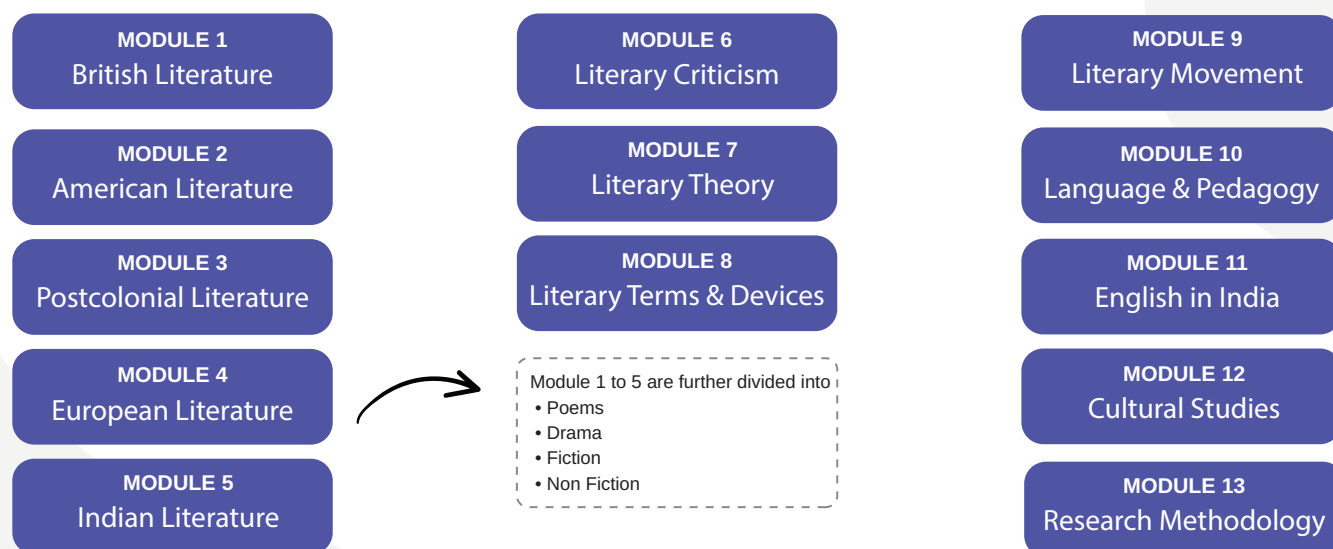 MODULE 1
British Literature
MODULE 2
American Literature
MODULE 3
Postcolonial Literature
MODULE 4
European Literature
MODULE 5
Indian Literature
MODULE 6
Literary Criticism
MODULE 7
Literary Theory
MODULE 8
Literary Terms & Devices
Module 1 to 5 are further divided into
• Poems
• Drama
• Fiction
• Non Fiction
MODULE 9
Literary Movement
MODULE 10
Language & Pedagogy
MODULE 11
English in India
MODULE 12
Cultural Studies
MODULE 13
Research Methodology